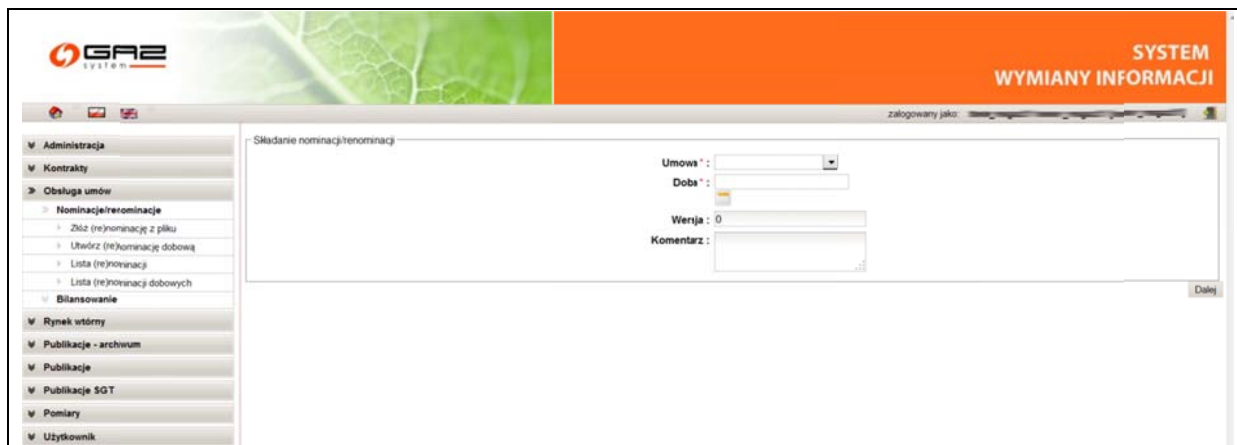 GAZ
system
SYSTEM
WYMIANY INFORMACJI
zalogowany jako:
Administracja
Kontrakty
Obsługa umów
Nominacje/renominacje
Złóż (re)nominację z pliku
Utwórz (re)nominację dobową
Lista (re)nominacji
Lista (re)nominacji dobowych
Bilansowanie
Rynek wtórny
Publikacje - archwum
Publikacje
Publikacje SGT
Pomiary
Użytkownik
Składanie nominacji/renominacji
Umowa * :
Doba * :
Wersja : 0
Komentarz :
Dalej